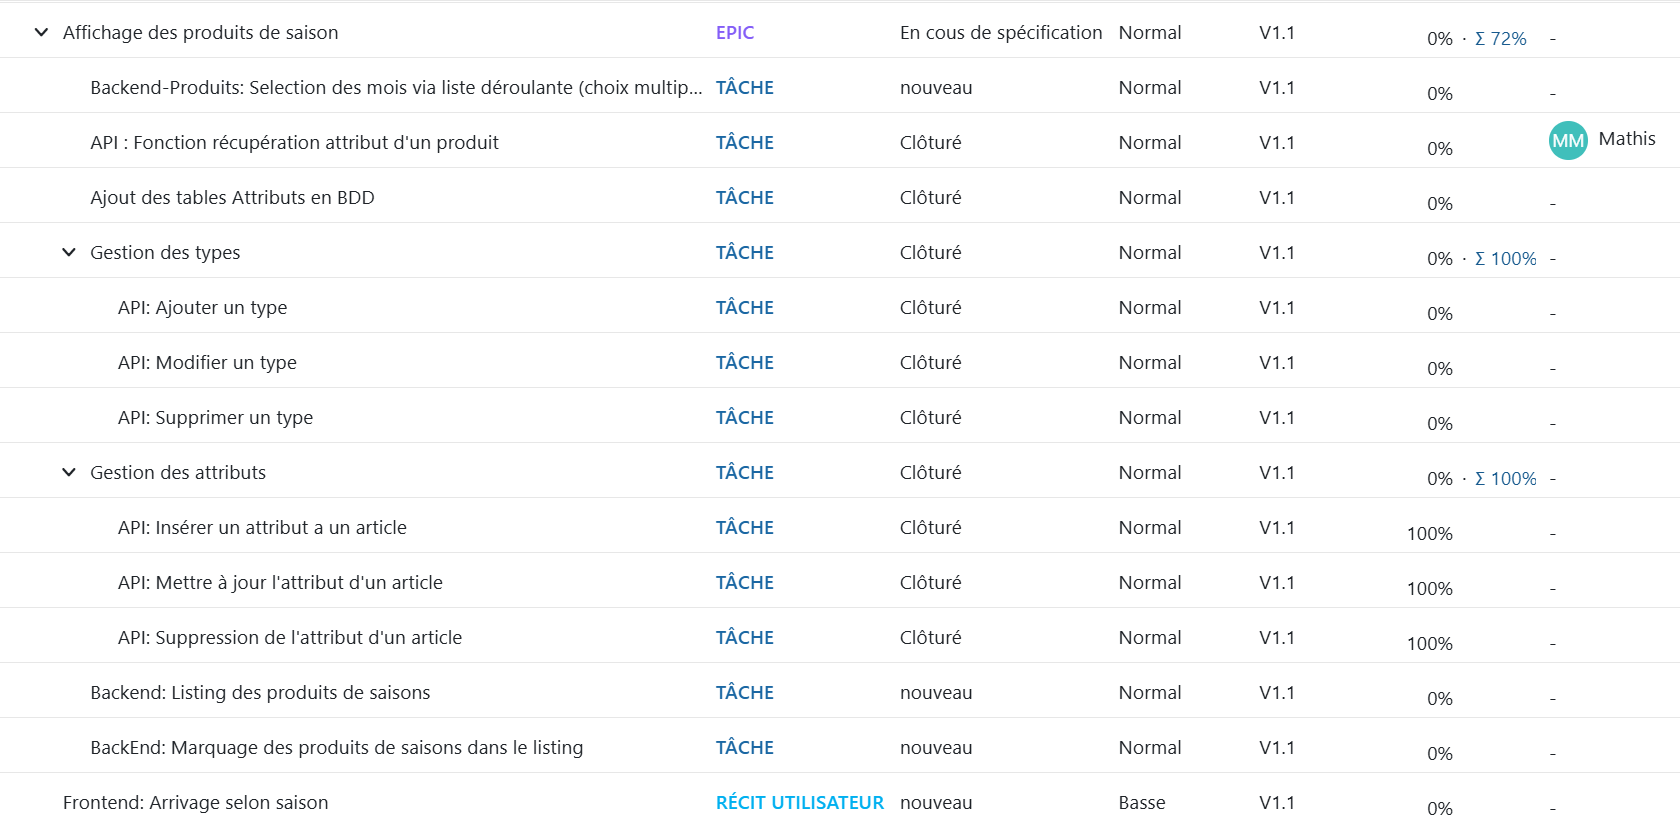 Affichage des produits de saison EPIC En cous de spécification Normal V1.1 0% · Σ 72% -
Backend-Produits: Selection des mois via liste déroulante (choix multip... TÂCHE nouveau Normal V1.1 0% -
API : Fonction récupération attribut d'un produit TÂCHE Clôturé Normal V1.1 0% MM Mathis
Ajout des tables Attributs en BDD TÂCHE Clôturé Normal V1.1 0% -
Gestion des types TÂCHE Clôturé Normal V1.1 0% · Σ 100% -
API: Ajouter un type TÂCHE Clôturé Normal V1.1 0% -
API: Modifier un type TÂCHE Clôturé Normal V1.1 0% -
API: Supprimer un type TÂCHE Clôturé Normal V1.1 0% -
Gestion des attributs TÂCHE Clôturé Normal V1.1 0% · Σ 100% -
API: Insérer un attribut a un article TÂCHE Clôturé Normal V1.1 100% -
API: Mettre à jour l'attribut d'un article TÂCHE Clôturé Normal V1.1 100% -
API: Suppression de l'attribut d'un article TÂCHE Clôturé Normal V1.1 100% -
Backend: Listing des produits de saisons TÂCHE nouveau Normal V1.1 0% -
BackEnd: Marquage des produits de saisons dans le listing TÂCHE nouveau Normal V1.1 0% -
Frontend: Arrivage selon saison RÉCIT UTILISATEUR nouveau Basse V1.1 0% -